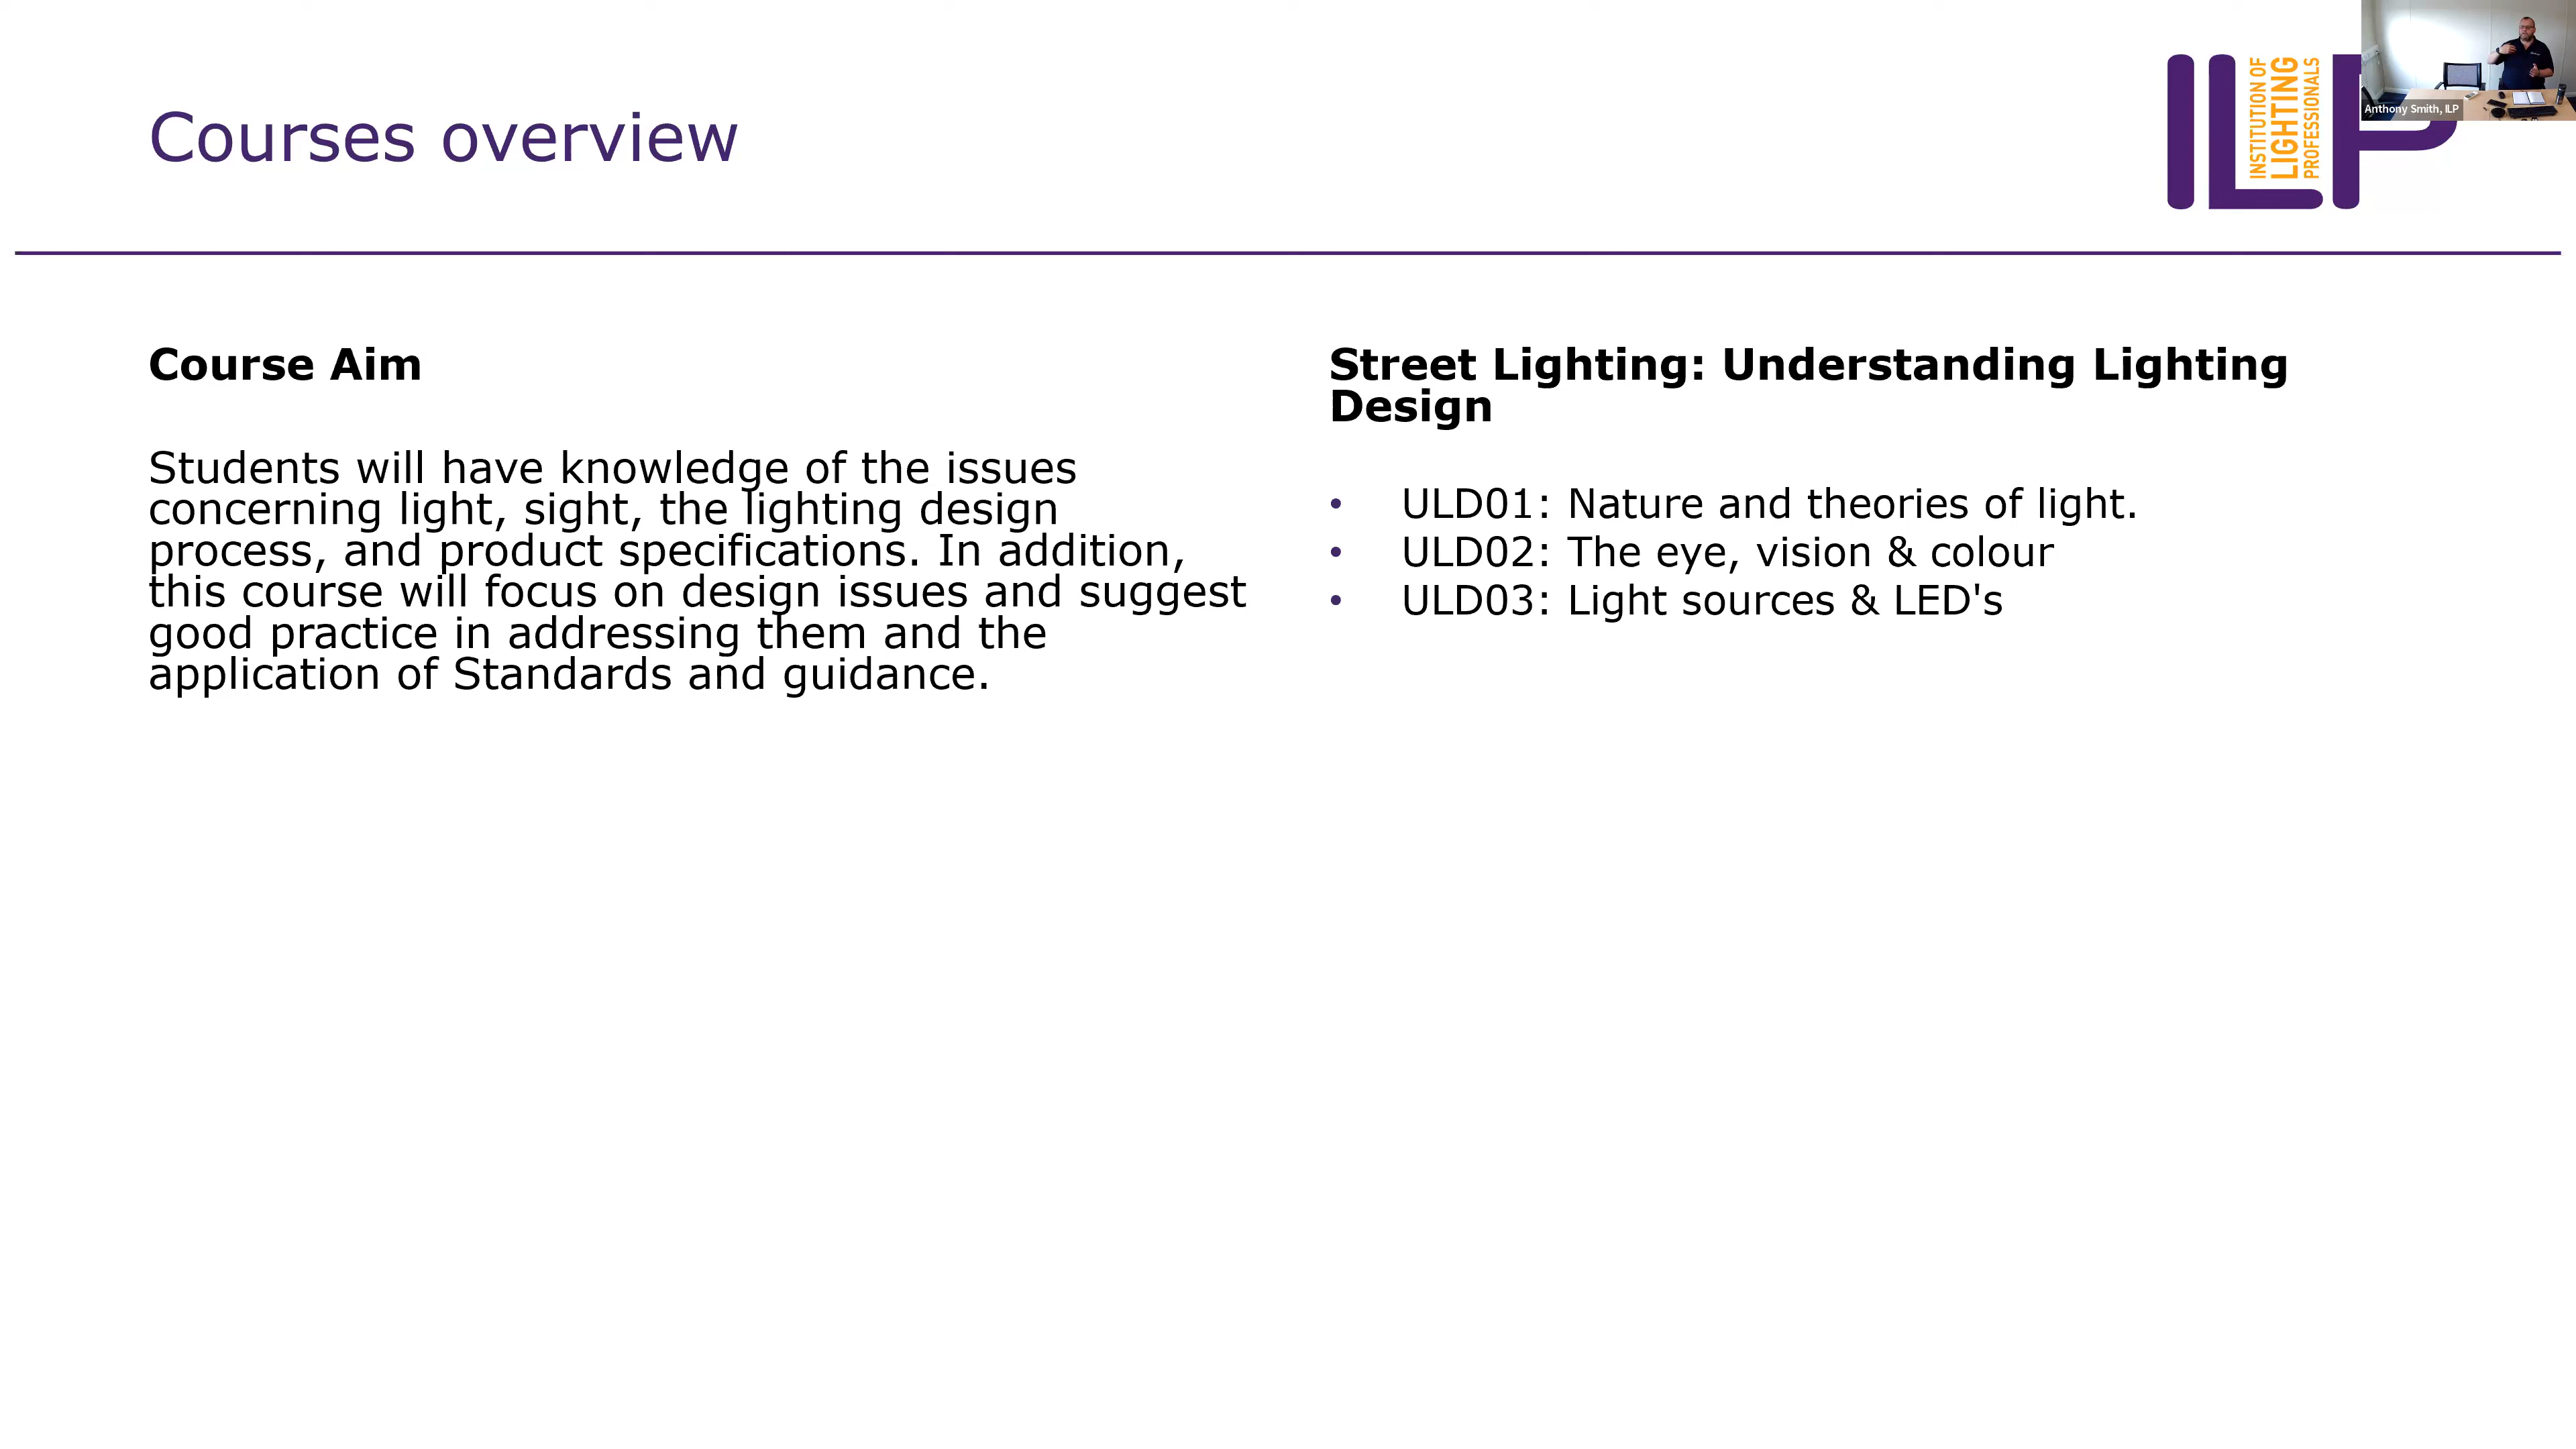 Courses overview
ILP
INSTITUTION OF
LIGHTING
PROFESSIONALS
Anthony Smith, ILP
Course Aim
Students will have knowledge of the issues
concerning light, sight, the lighting design
process, and product specifications. In addition,
this course will focus on design issues and suggest
good practice in addressing them and the
application of Standards and guidance.
Street Lighting: Understanding Lighting
Design
• ULD01: Nature and theories of light.
• ULD02: The eye, vision & colour
• ULD03: Light sources & LED's